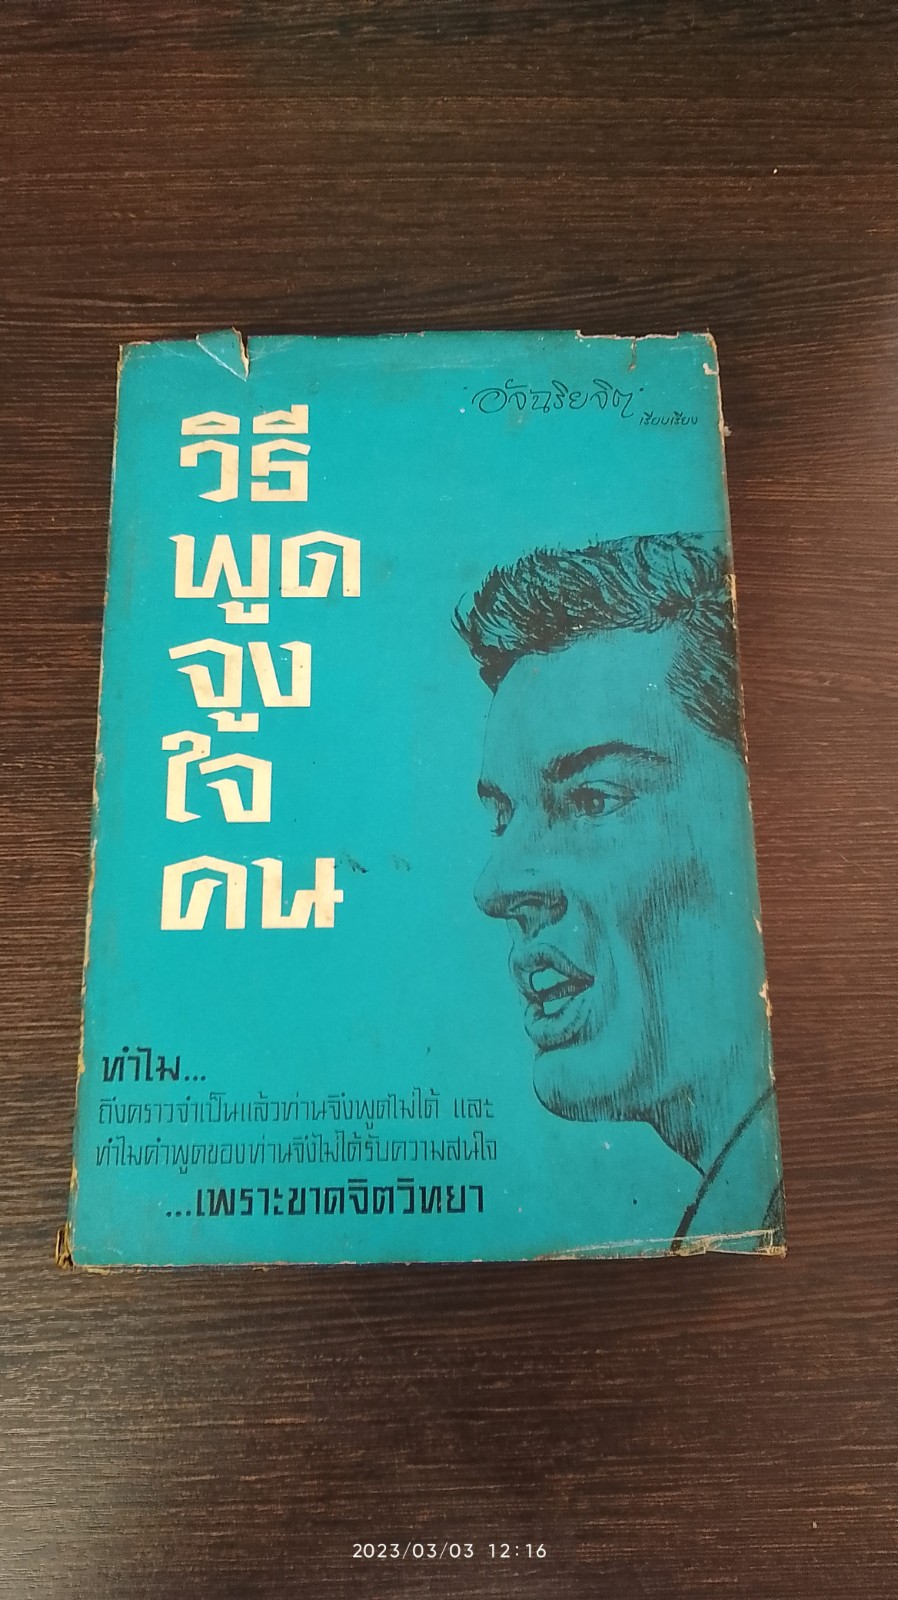 'อัจฉริยจิต'
เรียบเรียง
วิธี
พูด
จูง
ใจ
คน
ทำไม...
ถึงคราวจำเป็นแล้วท่านจึงพูดไม่ได้ และ
ทำไมคำพูดของท่านจึงไม่ได้รับความสนใจ
...เพราะขาดจิตวิทยา
2023/03/03 12:16